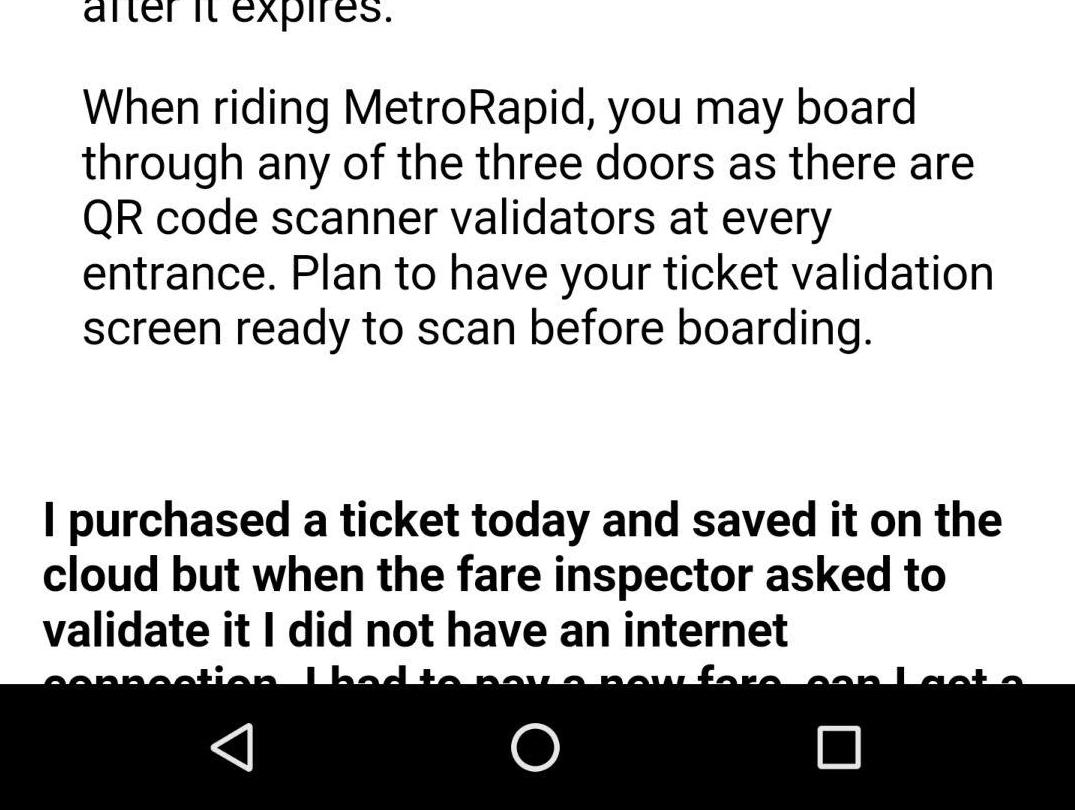 after it expires.
When riding MetroRapid, you may board
through any of the three doors as there are
QR code scanner validators at every
entrance. Plan to have your ticket validation
screen ready to scan before boarding.
I purchased a ticket today and saved it on the
cloud but when the fare inspector asked to
validate it I did not have an internet
connection. I had to pay a new fare, can I get a